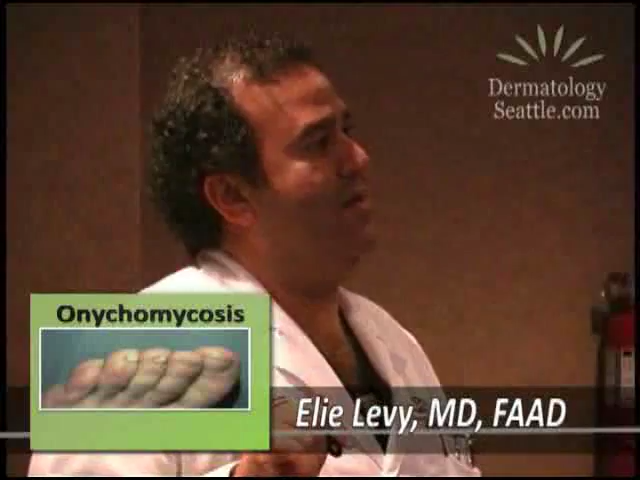 Dermatology
Seattle.com
Onychomycosis
Elie Levy, MD, FAAD